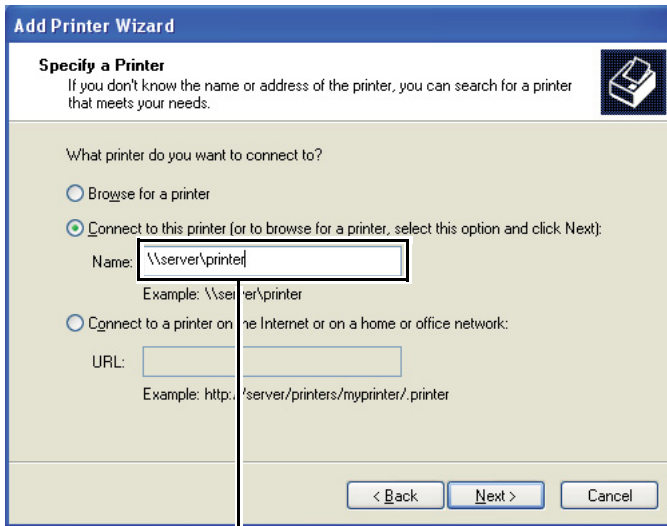 Add Printer Wizard
Specify a Printer
If you don't know the name or address of the printer, you can search for a printer
that meets your needs.
What printer do you want to connect to?
Browse for a printer
Connect to this printer (or to browse for a printer, select this option and click Next):
Name: \\server\printer
Example: \\server\printer
Connect to a printer on the Internet or on a home or office network:
URL:
Example: http://server/printers/myprinter/.printer
< Back Next > Cancel